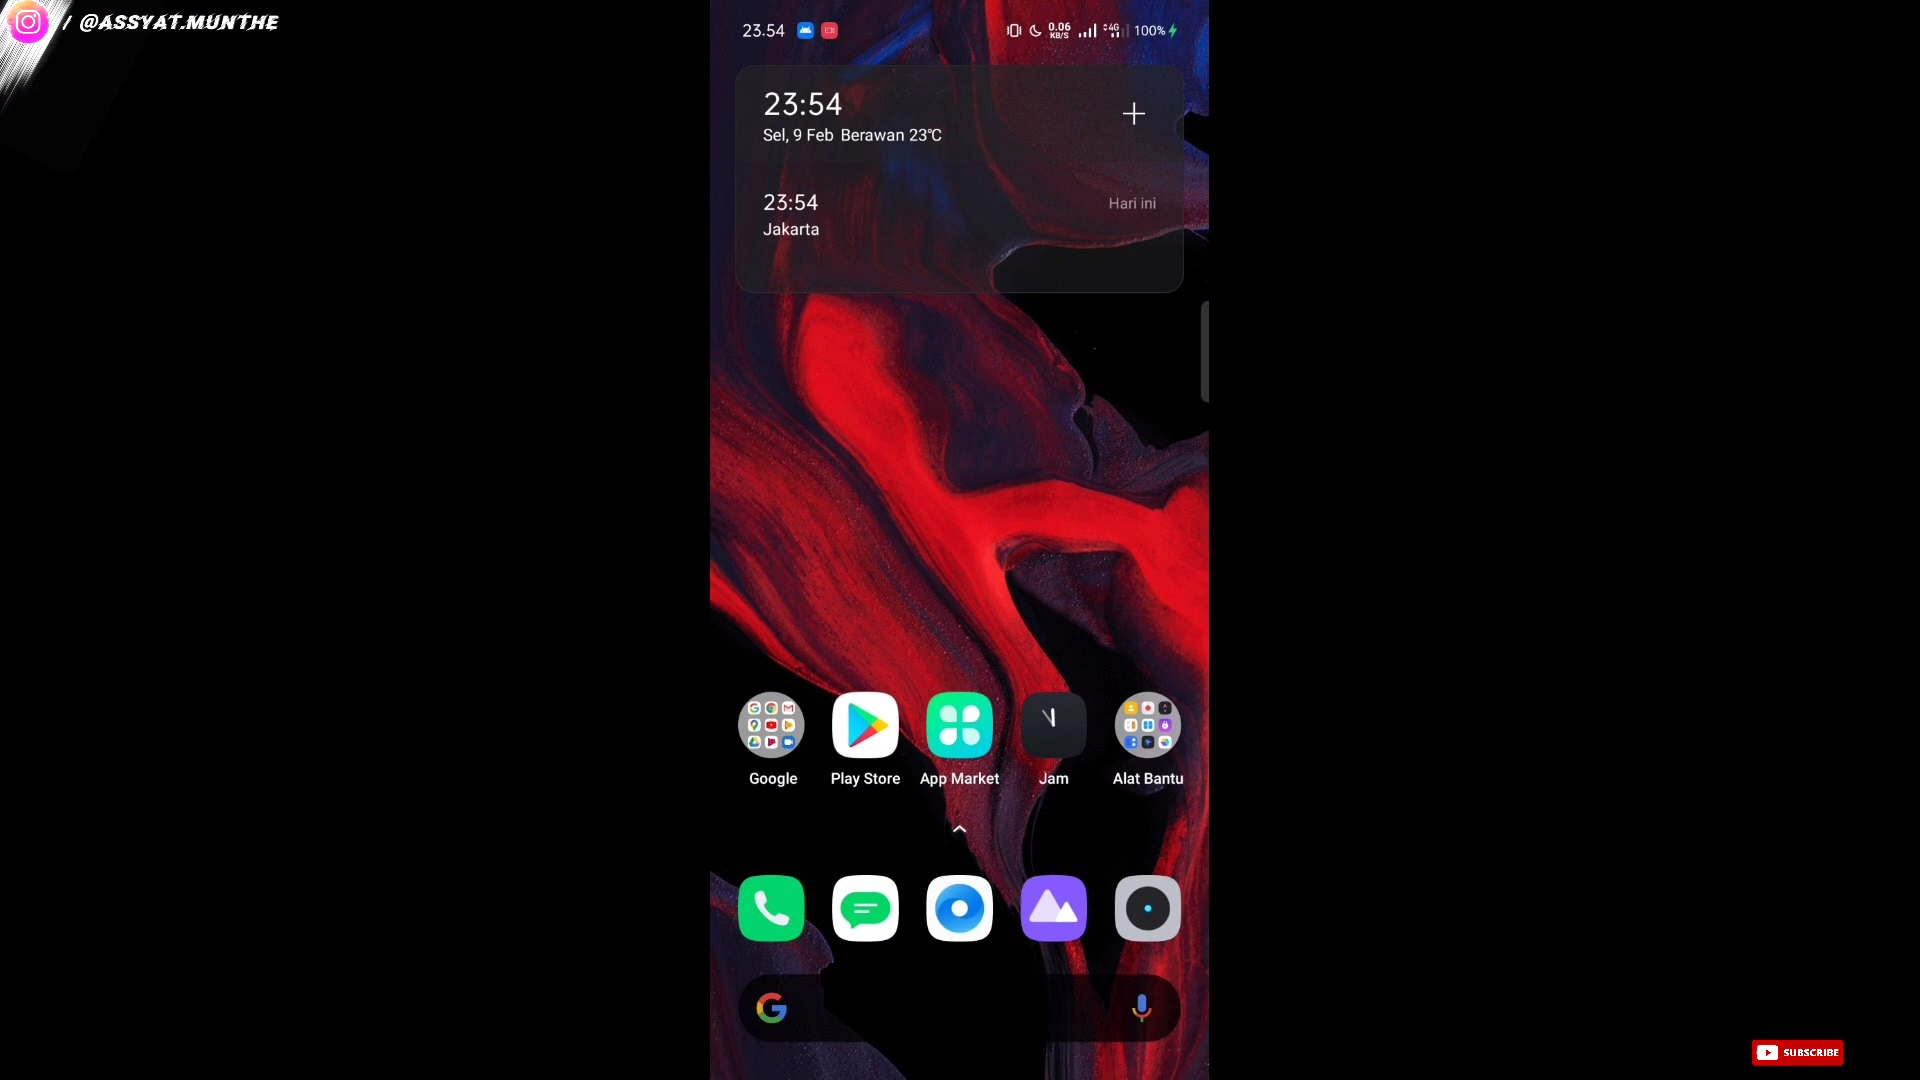 / @ASSYAT.MUNTHE
23.54
0.06
KB/S
4G
100%
23:54
Sel, 9 Feb Berawan 23°C
23:54
Hari ini
Jakarta
Google
Play Store
App Market
Jam
Alat Bantu
SUBSCRIBE